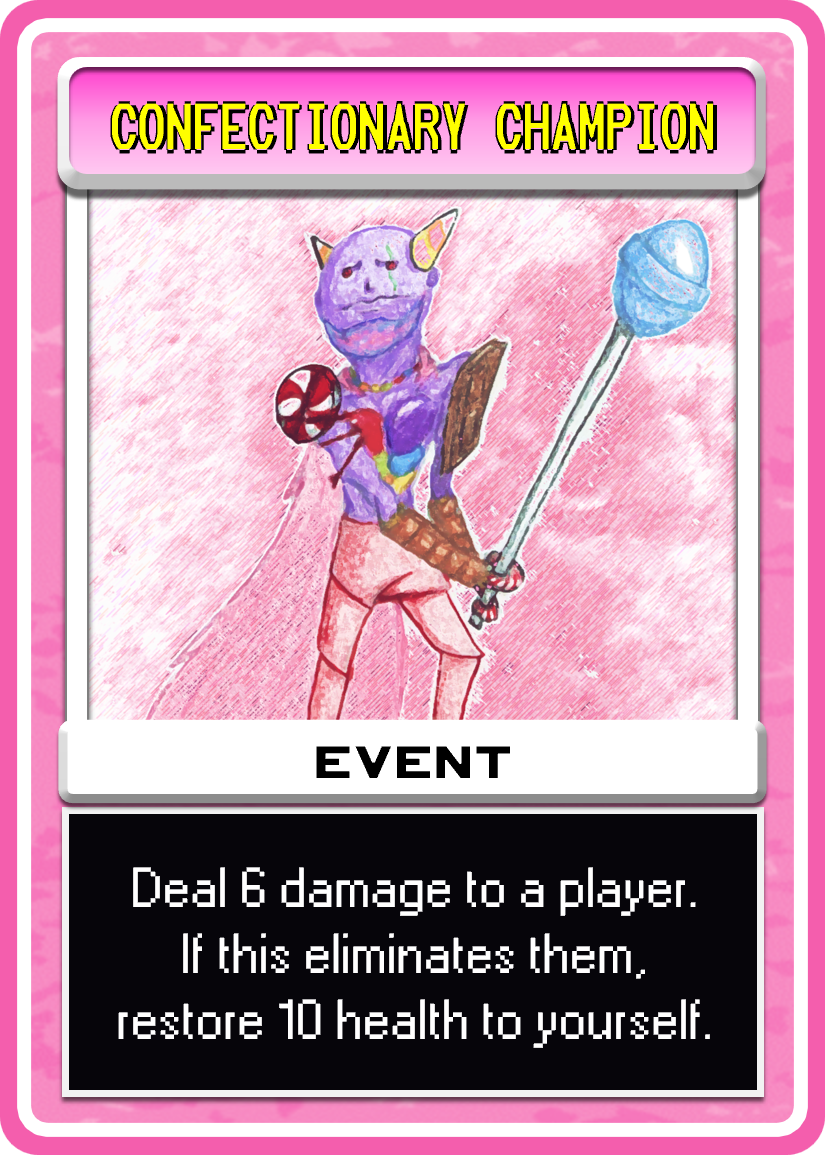 CONFECTIONARY CHAMPION
EVENT
Deal 6 damage to a player.
If this eliminates them,
restore 10 health to yourself.